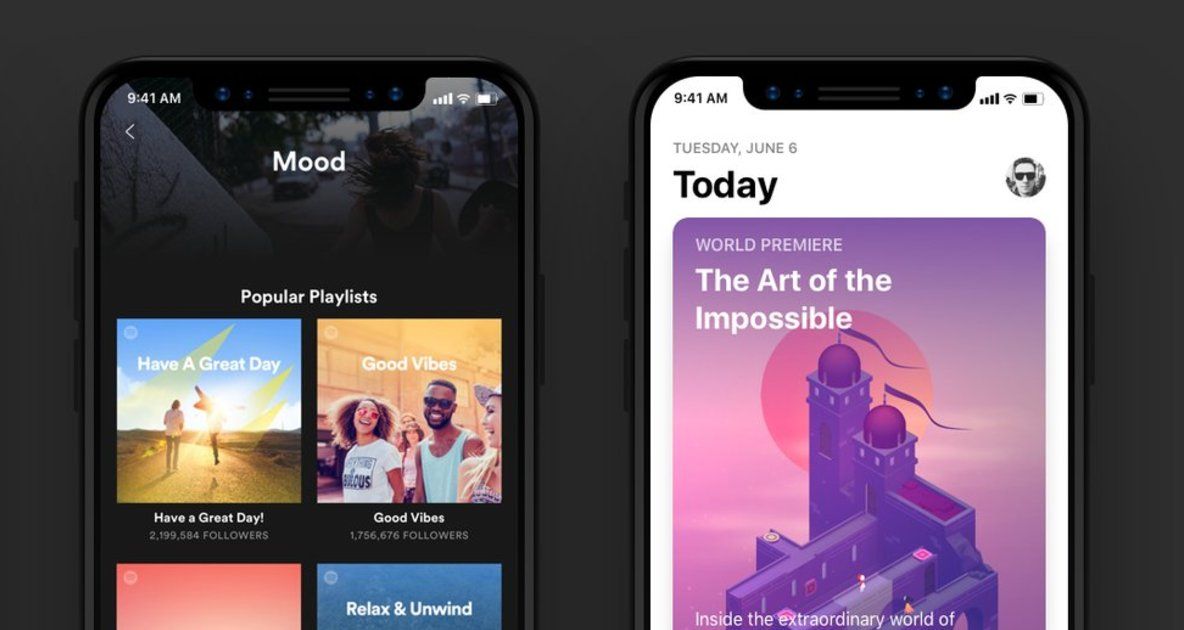 9:41 AM
Mood
Popular Playlists
Have A Great Day
Good Vibes
Have a Great Day!
2,199,584 FOLLOWERS
Good Vibes
1,756,676 FOLLOWERS
Relax & Unwind
9:41 AM
TUESDAY, JUNE 6
Today
WORLD PREMIERE
The Art of the
Impossible
Inside the extraordinary world of